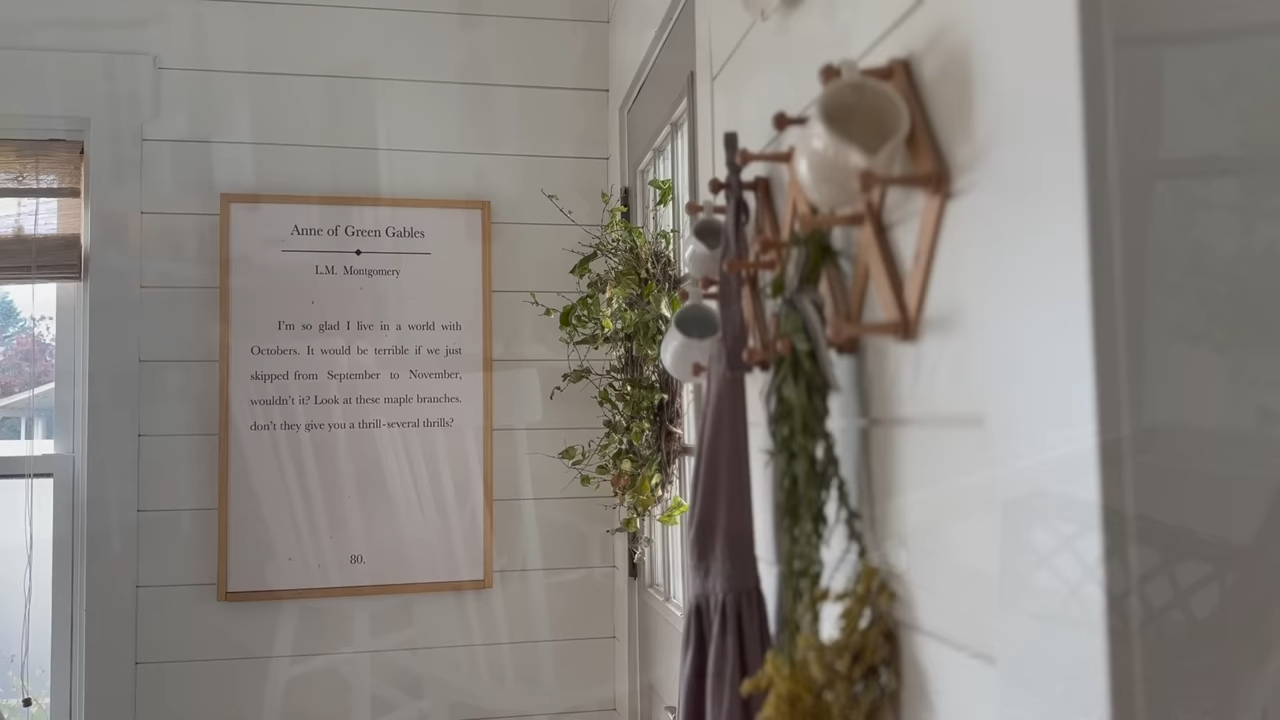 Anne of Green Gables
L.M. Montgomery
I'm so glad I live in a world with
Octobers. It would be terrible if we just
skipped from September to November,
wouldn't it? Look at these maple branches.
don't they give you a thrill-several thrills?
80.